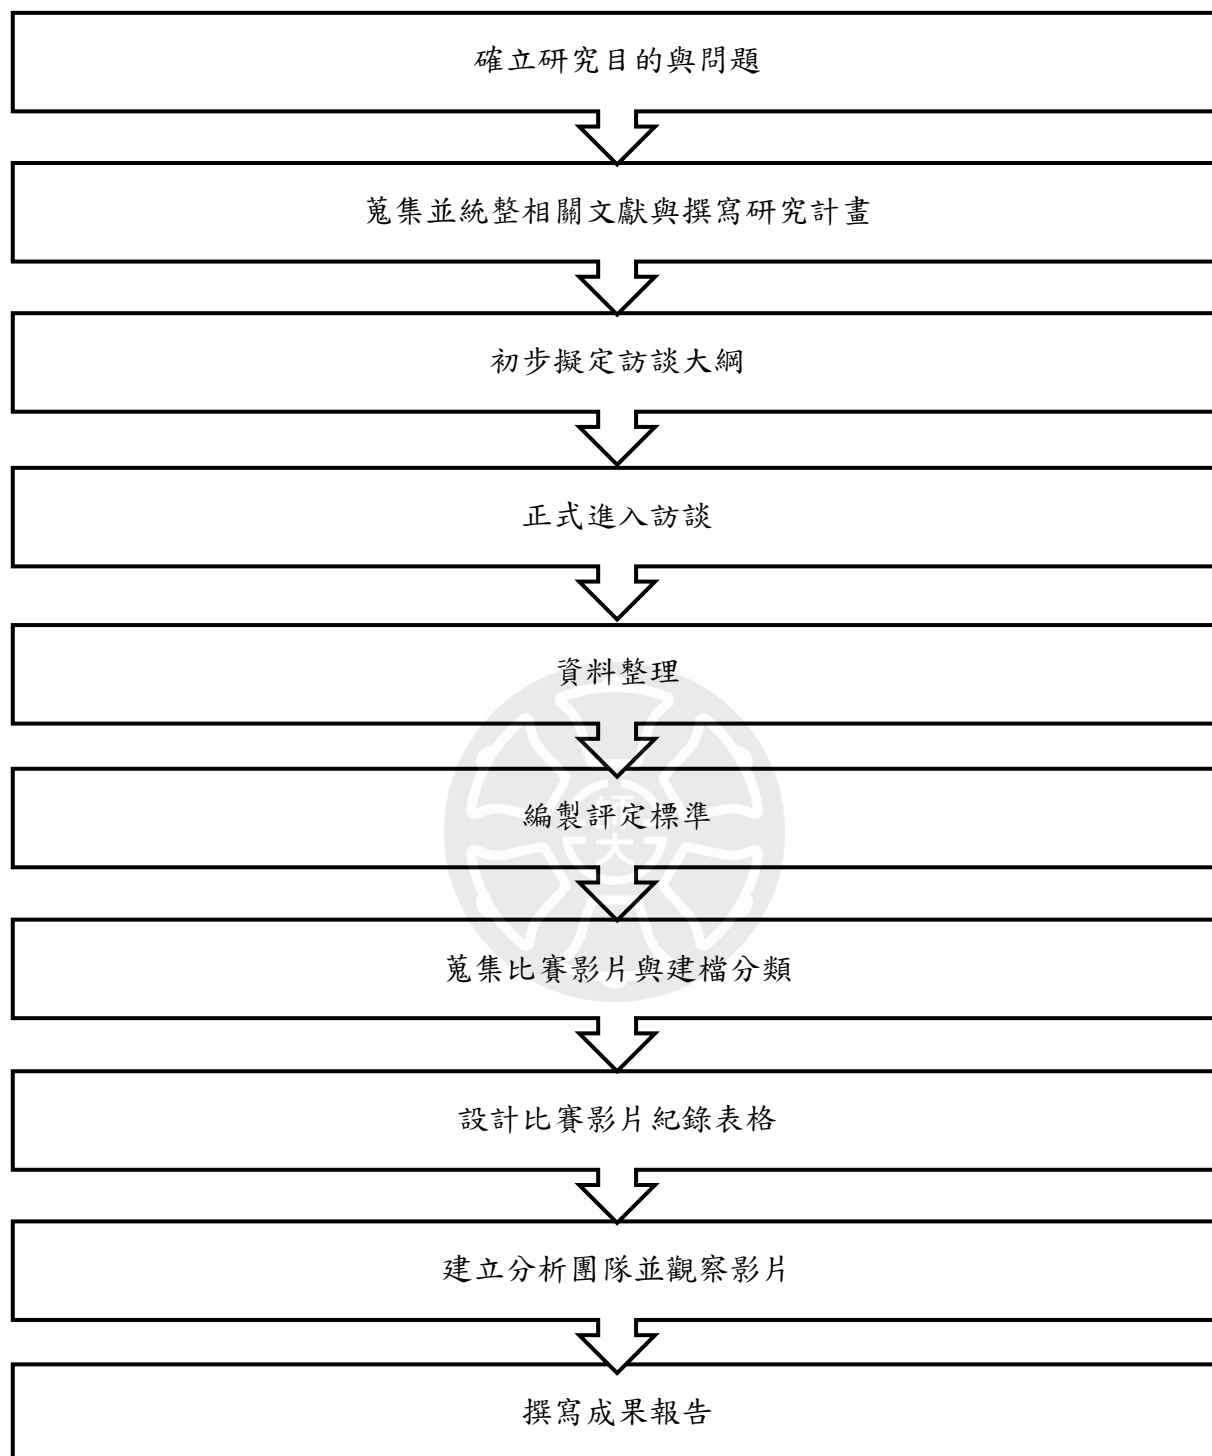 確立研究目的與問題
蒐集並統整相關文獻與撰寫研究計畫
初步擬定訪談大綱
正式進入訪談
資料整理
編製評定標準
師大
蒐集比賽影片與建檔分類
設計比賽影片紀錄表格
建立分析團隊並觀察影片
撰寫成果報告